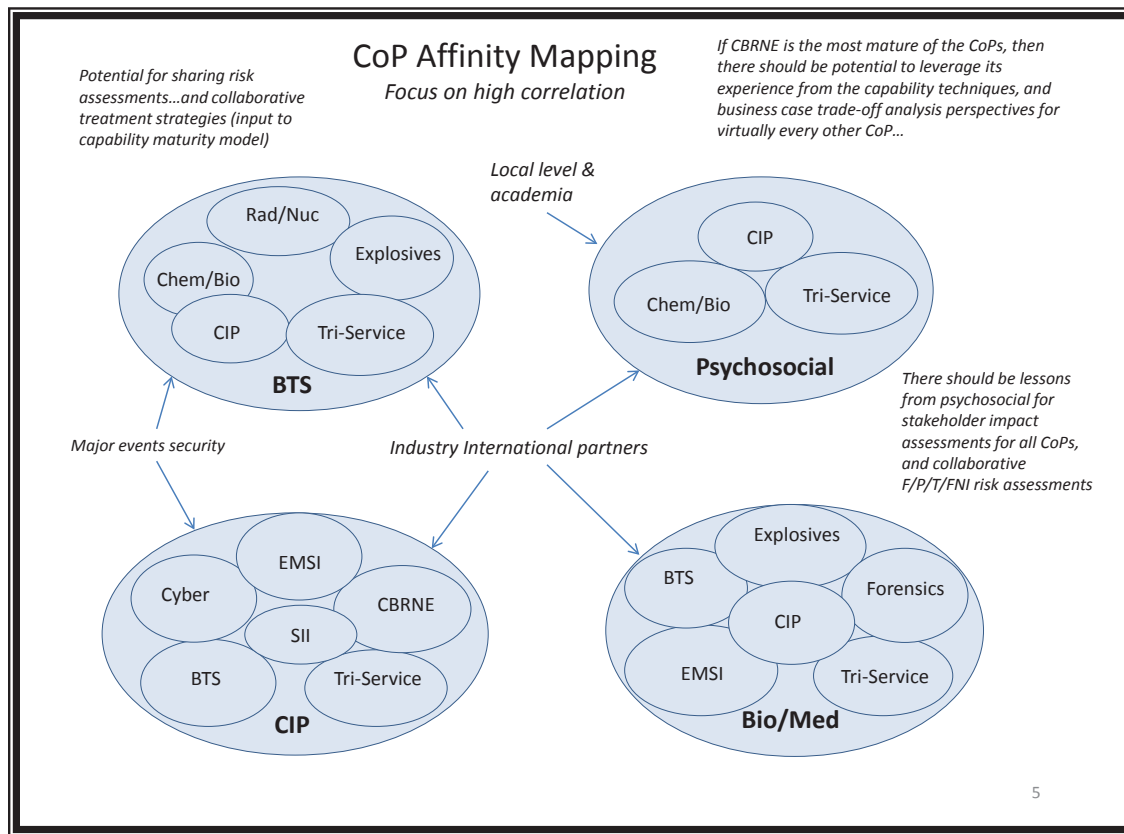 CoP Affinity Mapping
Focus on high correlation
Potential for sharing risk
assessments…and collaborative
treatment strategies (input to
capability maturity model)
If CBRNE is the most mature of the CoPs, then
there should be potential to leverage its
experience from the capability techniques, and
business case trade-off analysis perspectives for
virtually every other CoP…
Local level &
academia
Rad/Nuc
Explosives
Chem/Bio
CIP
Tri-Service
BTS
CIP
Chem/Bio
Tri-Service
Psychosocial
There should be lessons
from psychosocial for
stakeholder impact
assessments for all CoPs,
and collaborative
F/P/T/FNI risk assessments
Major events security
Industry International partners
EMSI
Cyber
CBRNE
SII
BTS
Tri-Service
CIP
Explosives
BTS
Forensics
CIP
EMSI
Tri-Service
Bio/Med
5